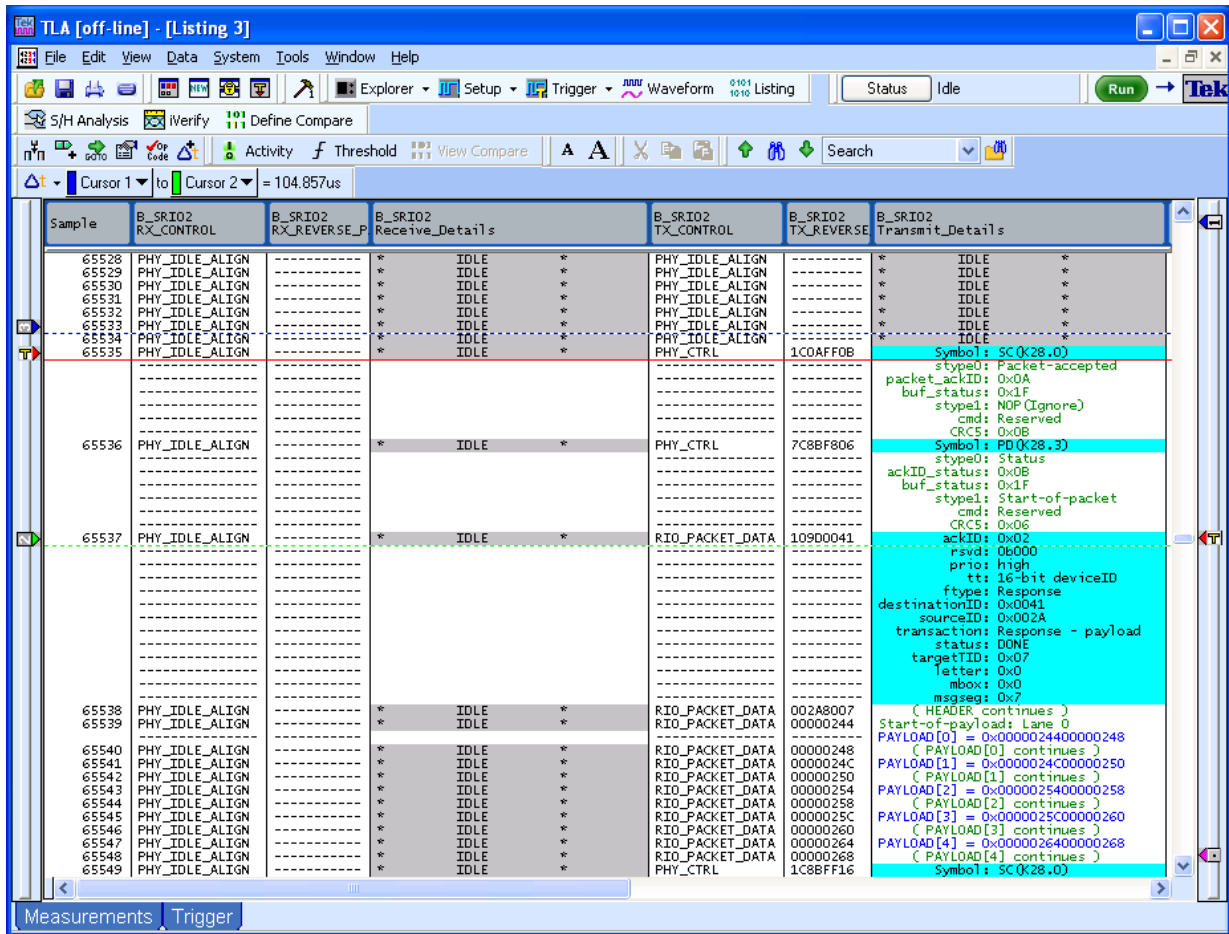 TLA [off-line] - [Listing 3]
File Edit View Data System Tools Window Help
Explorer Setup Trigger Waveform Listing Status Idle Run Tek
S/H Analysis iVerify Define Compare
Activity Threshold View Compare A A Search
Δt Cursor 1 to Cursor 2 = 104.857us
Sample B_SRIO2 RX_CONTROL B_SRIO2 RX_REVERSE_P B_SRIO2 Receive_Details B_SRIO2 TX_CONTROL B_SRIO2 TX_REVERSE B_SRIO2 Transmit_Details
65528 PHY_IDLE_ALIGN ----------- * IDLE * PHY_IDLE_ALIGN --------- * IDLE *
65529 PHY_IDLE_ALIGN ----------- * IDLE * PHY_IDLE_ALIGN --------- * IDLE *
65530 PHY_IDLE_ALIGN ----------- * IDLE * PHY_IDLE_ALIGN --------- * IDLE *
65531 PHY_IDLE_ALIGN ----------- * IDLE * PHY_IDLE_ALIGN --------- * IDLE *
65532 PHY_IDLE_ALIGN ----------- * IDLE * PHY_IDLE_ALIGN --------- * IDLE *
65533 PHY_IDLE_ALIGN ----------- * IDLE * PHY_IDLE_ALIGN --------- * IDLE *
65534 PHY_IDLE_ALIGN ----------- * IDLE * PHY_IDLE_ALIGN --------- * IDLE *
65535 PHY_IDLE_ALIGN ----------- * IDLE * PHY_CTRL 1C0AFF0B Symbol: SC(K28.0)
stype0: Packet-accepted
packet_ackID: 0x0A
buf_status: 0x1F
stype1: NOP(Ignore)
cmd: Reserved
CRC5: 0x0B
65536 PHY_IDLE_ALIGN ----------- * IDLE * PHY_CTRL 7C8BF806 Symbol: PD(K28.3)
stype0: Status
ackID_status: 0x0B
buf_status: 0x1F
stype1: Start-of-packet
cmd: Reserved
CRC5: 0x06
65537 PHY_IDLE_ALIGN ----------- * IDLE * RIO_PACKET_DATA 109D0041 ackID: 0x02
rsvd: 0b000
prio: high
tt: 16-bit deviceID
ftype: Response
destinationID: 0x0041
sourceID: 0x002A
transaction: Response - payload
status: DONE
targetTID: 0x07
letter: 0x0
mbox: 0x0
msgseg: 0x7
65538 PHY_IDLE_ALIGN ----------- * IDLE * RIO_PACKET_DATA 002A8007 ( HEADER continues )
65539 PHY_IDLE_ALIGN ----------- * IDLE * RIO_PACKET_DATA 00000244 Start-of-payload: Lane 0
PAYLOAD[0] = 0x0000024400000248
65540 PHY_IDLE_ALIGN ----------- * IDLE * RIO_PACKET_DATA 00000248 ( PAYLOAD[0] continues )
65541 PHY_IDLE_ALIGN ----------- * IDLE * RIO_PACKET_DATA 0000024C PAYLOAD[1] = 0x0000024C00000250
65542 PHY_IDLE_ALIGN ----------- * IDLE * RIO_PACKET_DATA 00000250 ( PAYLOAD[1] continues )
65543 PHY_IDLE_ALIGN ----------- * IDLE * RIO_PACKET_DATA 00000254 PAYLOAD[2] = 0x0000025400000258
65544 PHY_IDLE_ALIGN ----------- * IDLE * RIO_PACKET_DATA 00000258 ( PAYLOAD[2] continues )
65545 PHY_IDLE_ALIGN ----------- * IDLE * RIO_PACKET_DATA 0000025C PAYLOAD[3] = 0x0000025C00000260
65546 PHY_IDLE_ALIGN ----------- * IDLE * RIO_PACKET_DATA 00000260 ( PAYLOAD[3] continues )
65547 PHY_IDLE_ALIGN ----------- * IDLE * RIO_PACKET_DATA 00000264 PAYLOAD[4] = 0x0000026400000268
65548 PHY_IDLE_ALIGN ----------- * IDLE * RIO_PACKET_DATA 00000268 ( PAYLOAD[4] continues )
65549 PHY_IDLE_ALIGN ----------- * IDLE * PHY_CTRL 1C8BFF16 Symbol: SC(K28.0)
Measurements Trigger